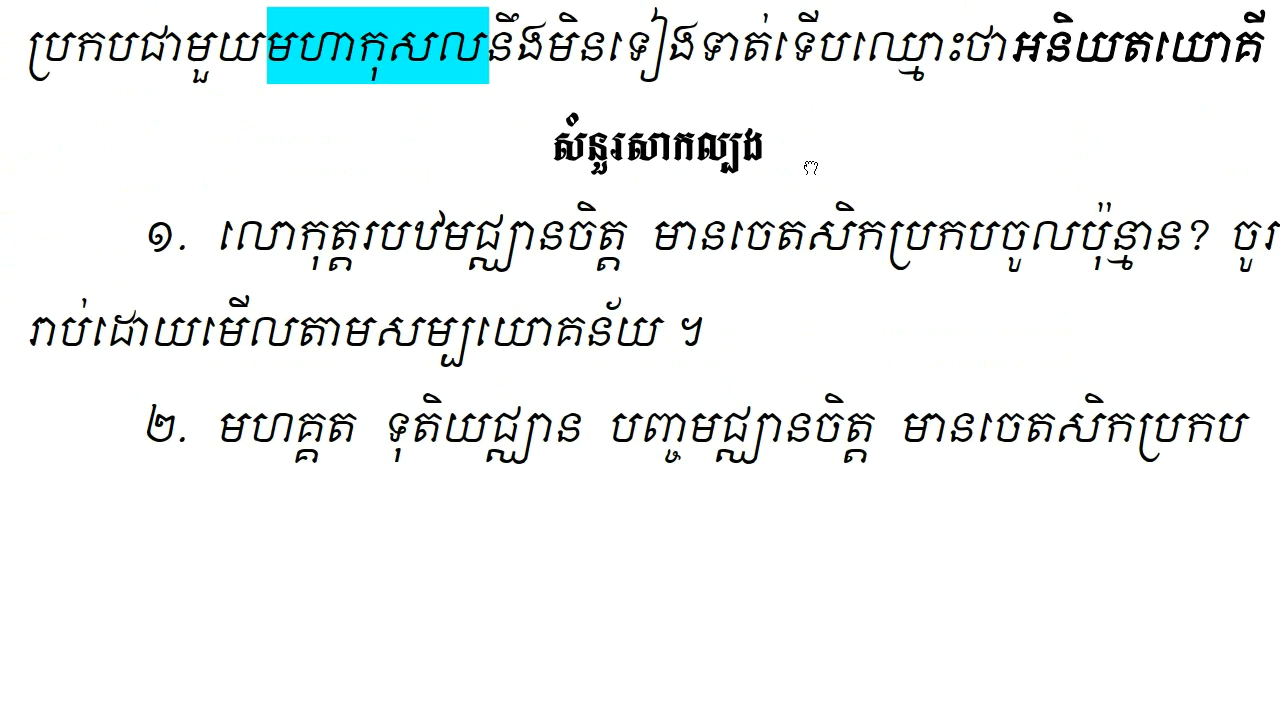 ប្រកបជាមួយមហាកុសលនឹងមិនទៀងទាត់ទើបឈ្មោះថាអនិយតយោគី
សំនួរសាកល្បង
១. លោកុត្តរបឋមជ្ឈានចិត្ត មានចេតសិកប្រកបចូលប៉ុន្មាន? ចូរ
រាប់ដោយមើលតាមសម្បយោគន័យ ។
២. មហគ្គត ទុតិយជ្ឈាន បញ្ចមជ្ឈានចិត្ត មានចេតសិកប្រកប